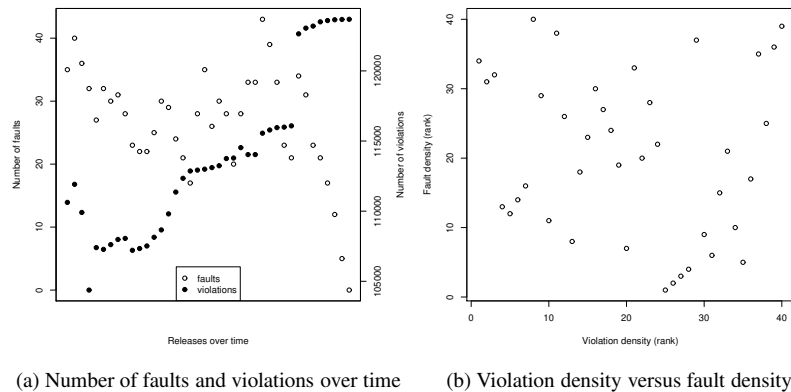 Number of faults
40
30
20
10
0
faults
violations
Releases over time
120000
115000
110000
105000
Number of violations
(a) Number of faults and violations over time
Fault density (rank)
40
30
20
10
0
0
10
20
30
40
Violation density (rank)
(b) Violation density versus fault density